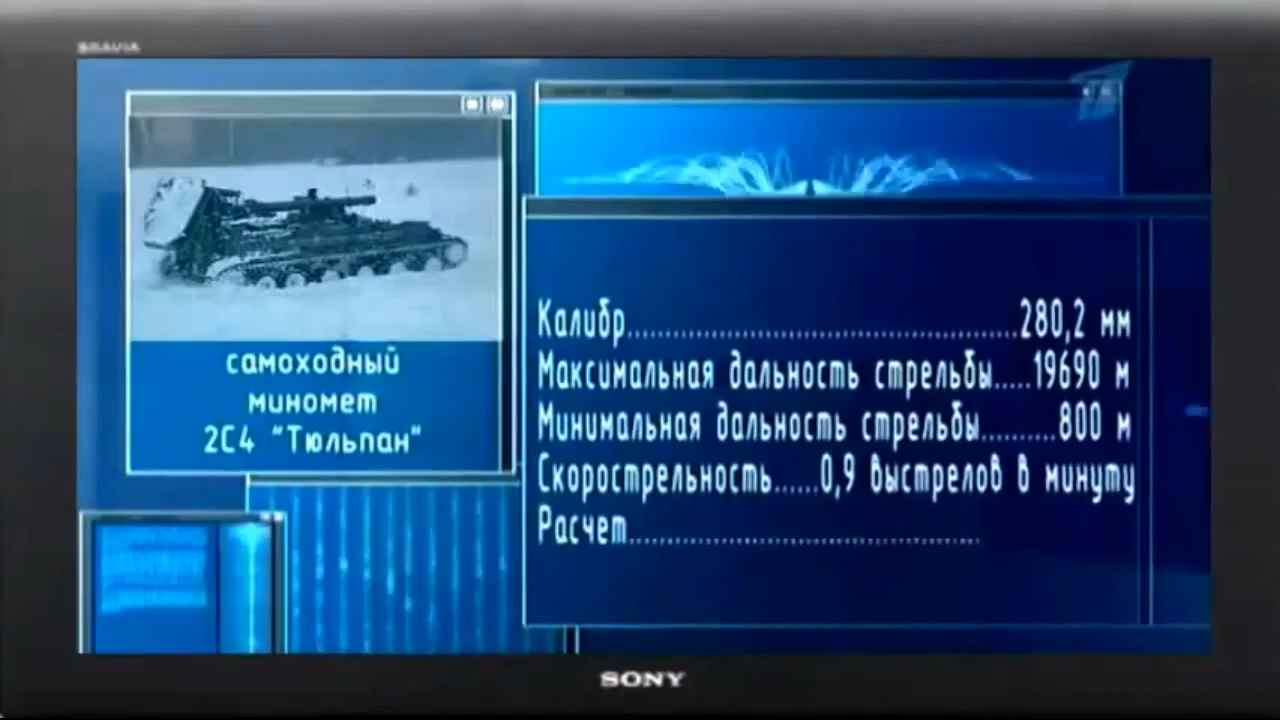 BRAVIA
самоходный
миномет
2С4 "Тюльпан"
Калибр......................................280,2 мм
Максимальная дальность стрельбы.....19690 м
Минимальная дальность стрельбы..........800 м
Скорострельность......0,9 выстрелов в минуту
Расчет........................................
SONY